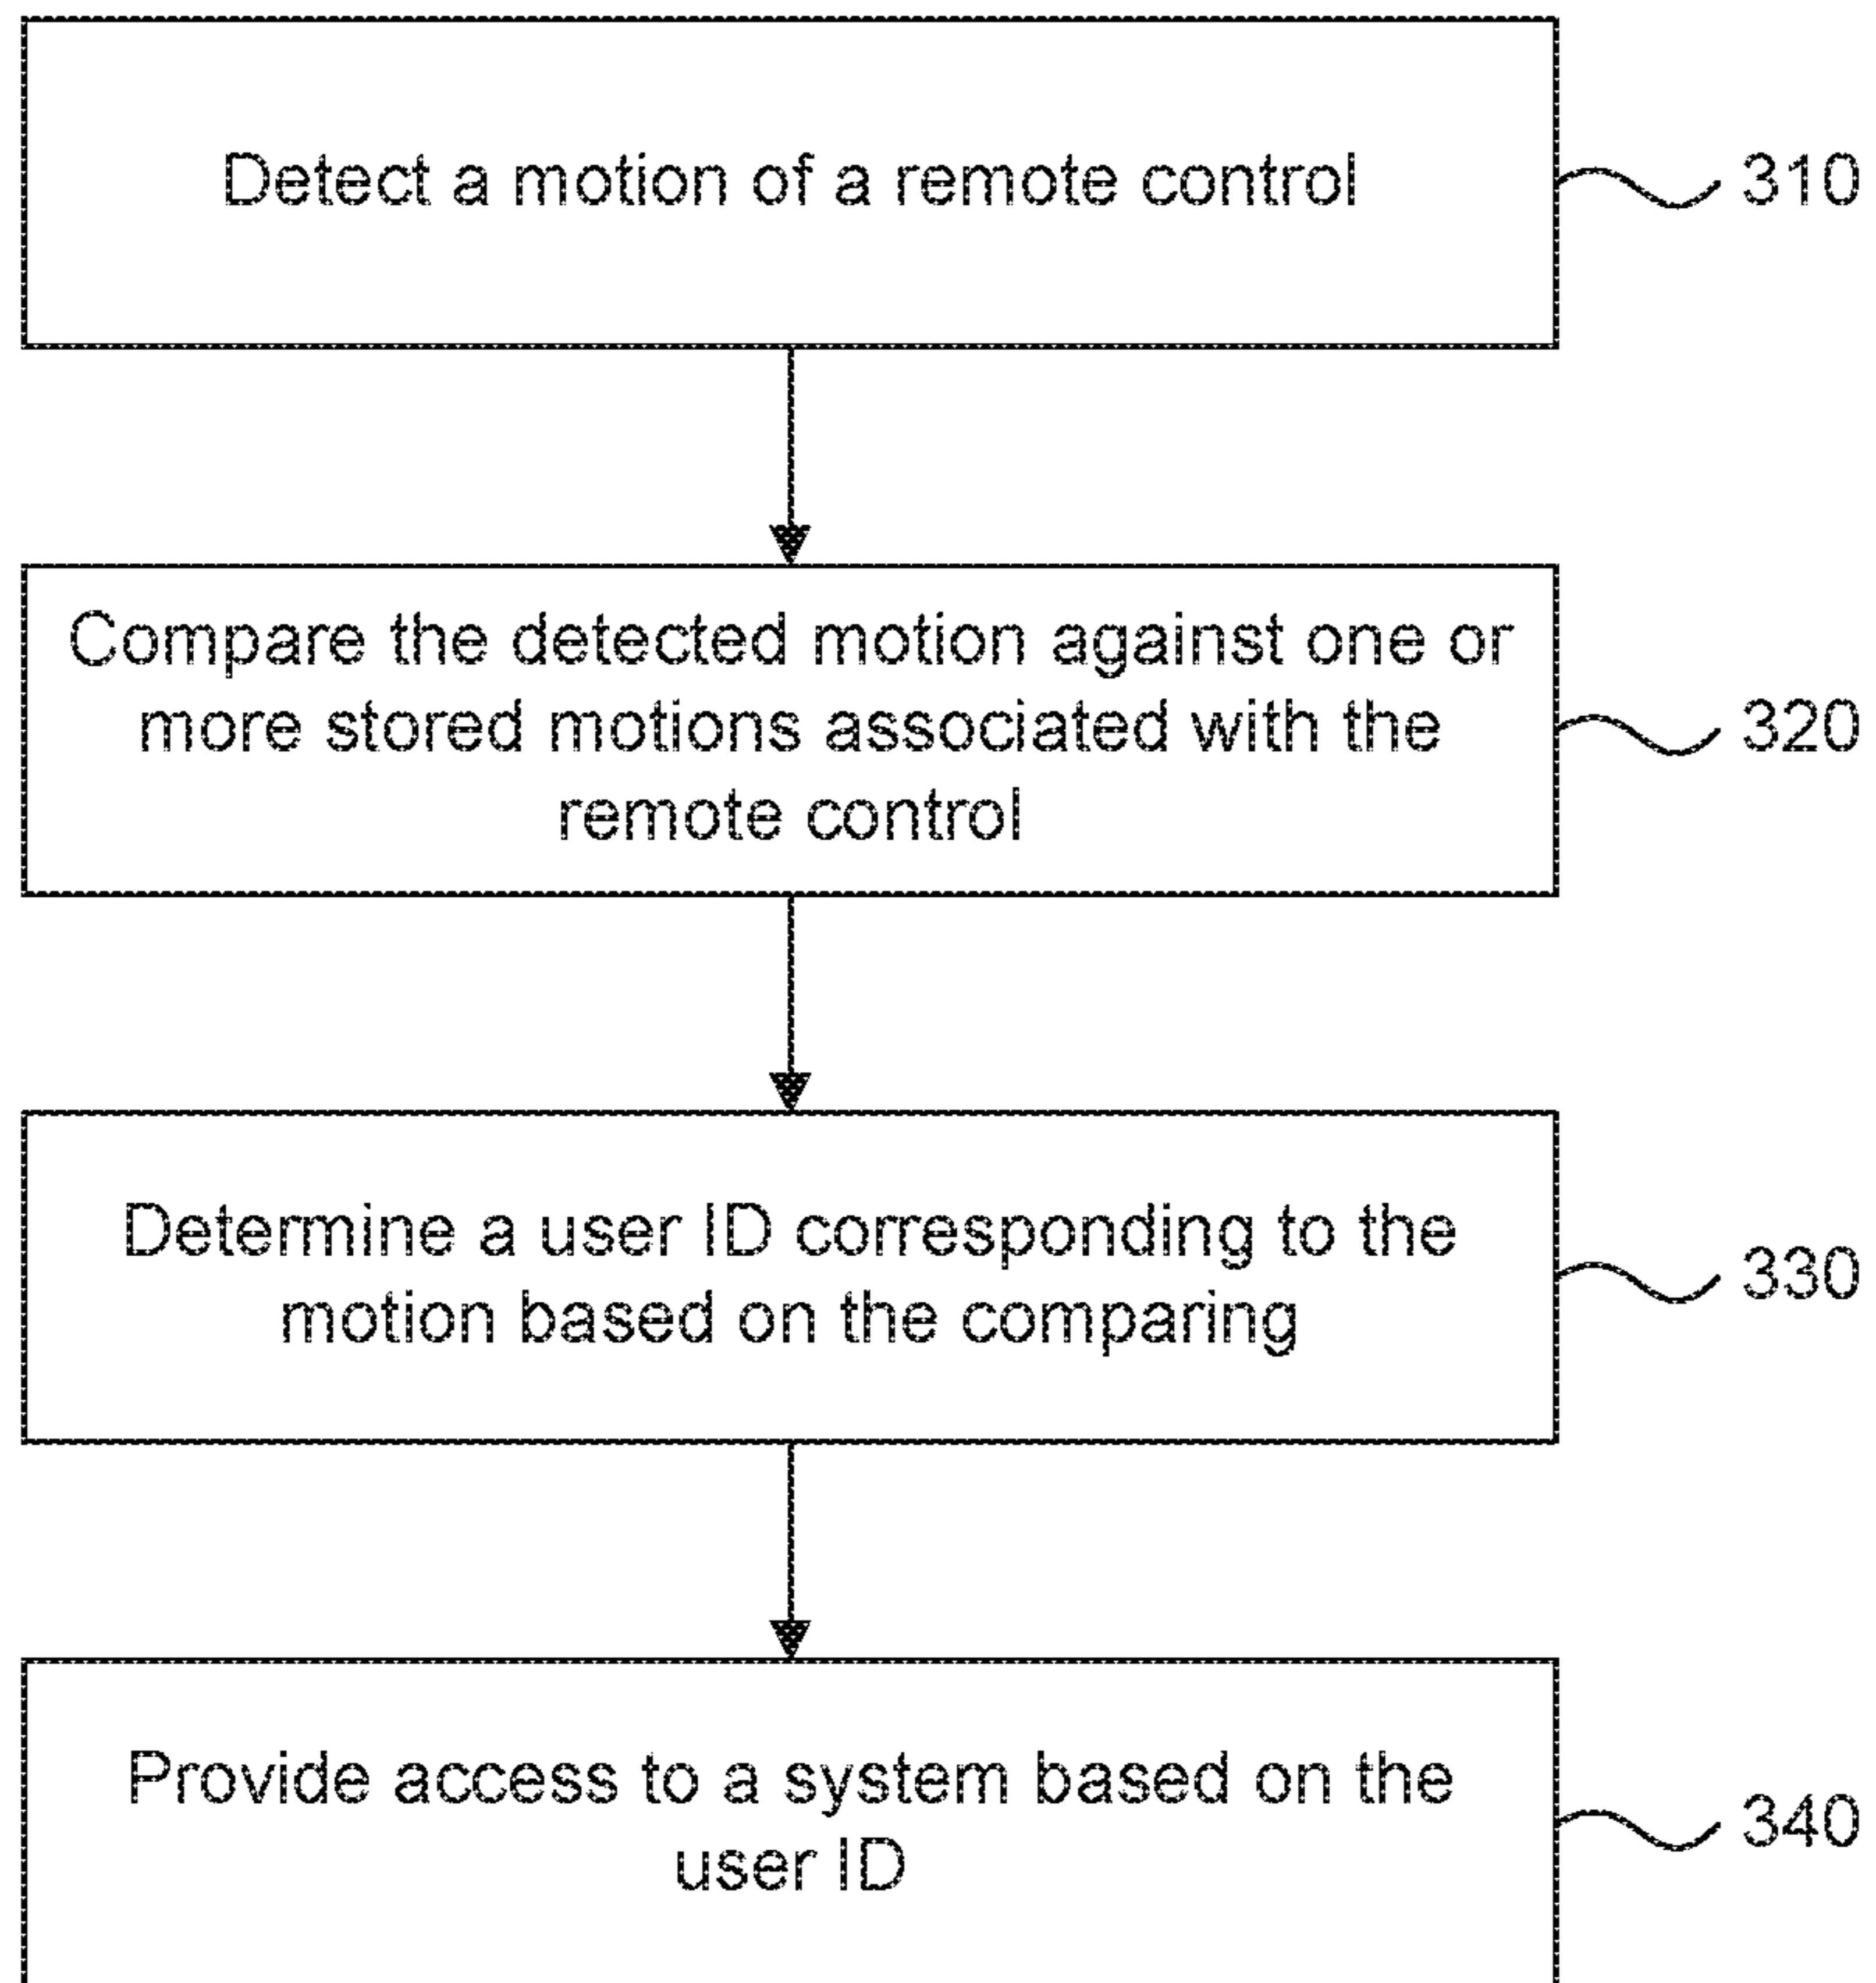 Detect a motion of a remote control
310
Compare the detected motion against one or
more stored motions associated with the
remote control
320
Determine a user ID corresponding to the
motion based on the comparing
330
Provide access to a system based on the
user ID
340